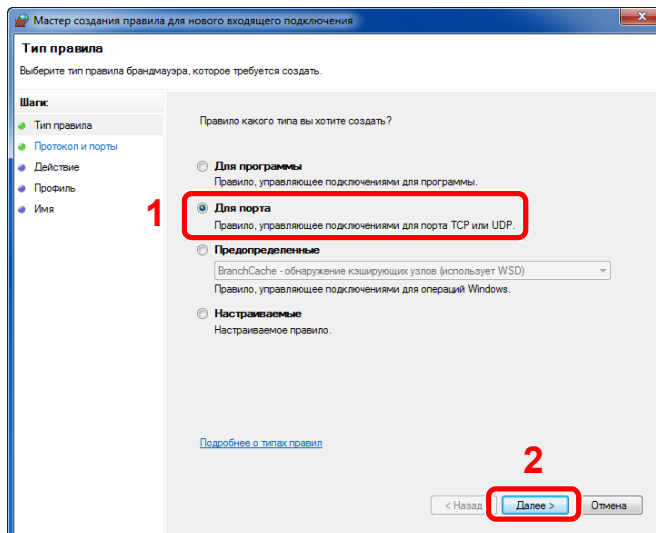 Мастер создания правила для нового входящего подключения
Тип правила
Выберите тип правила брандмауэра, которое требуется создать.
Шаги:
Тип правила
Протокол и порты
Действие
Профиль
Имя
Правило какого типа вы хотите создать?
Для программы
Правило, управляющее подключениями для программы.
1
Для порта
Правило, управляющее подключениями для порта TCP или UDP.
Предопределенные
BranchCache - обнаружение кэширующих узлов (использует WSD)
Правило, управляющее подключениями для операций Windows.
Настраиваемые
Настраиваемое правило.
Подробнее о типах правил
2
< Назад
Далее >
Отмена